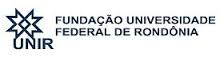 UNIR
FUNDAÇÃO UNIVERSIDADE
FEDERAL DE RONDÔNIA